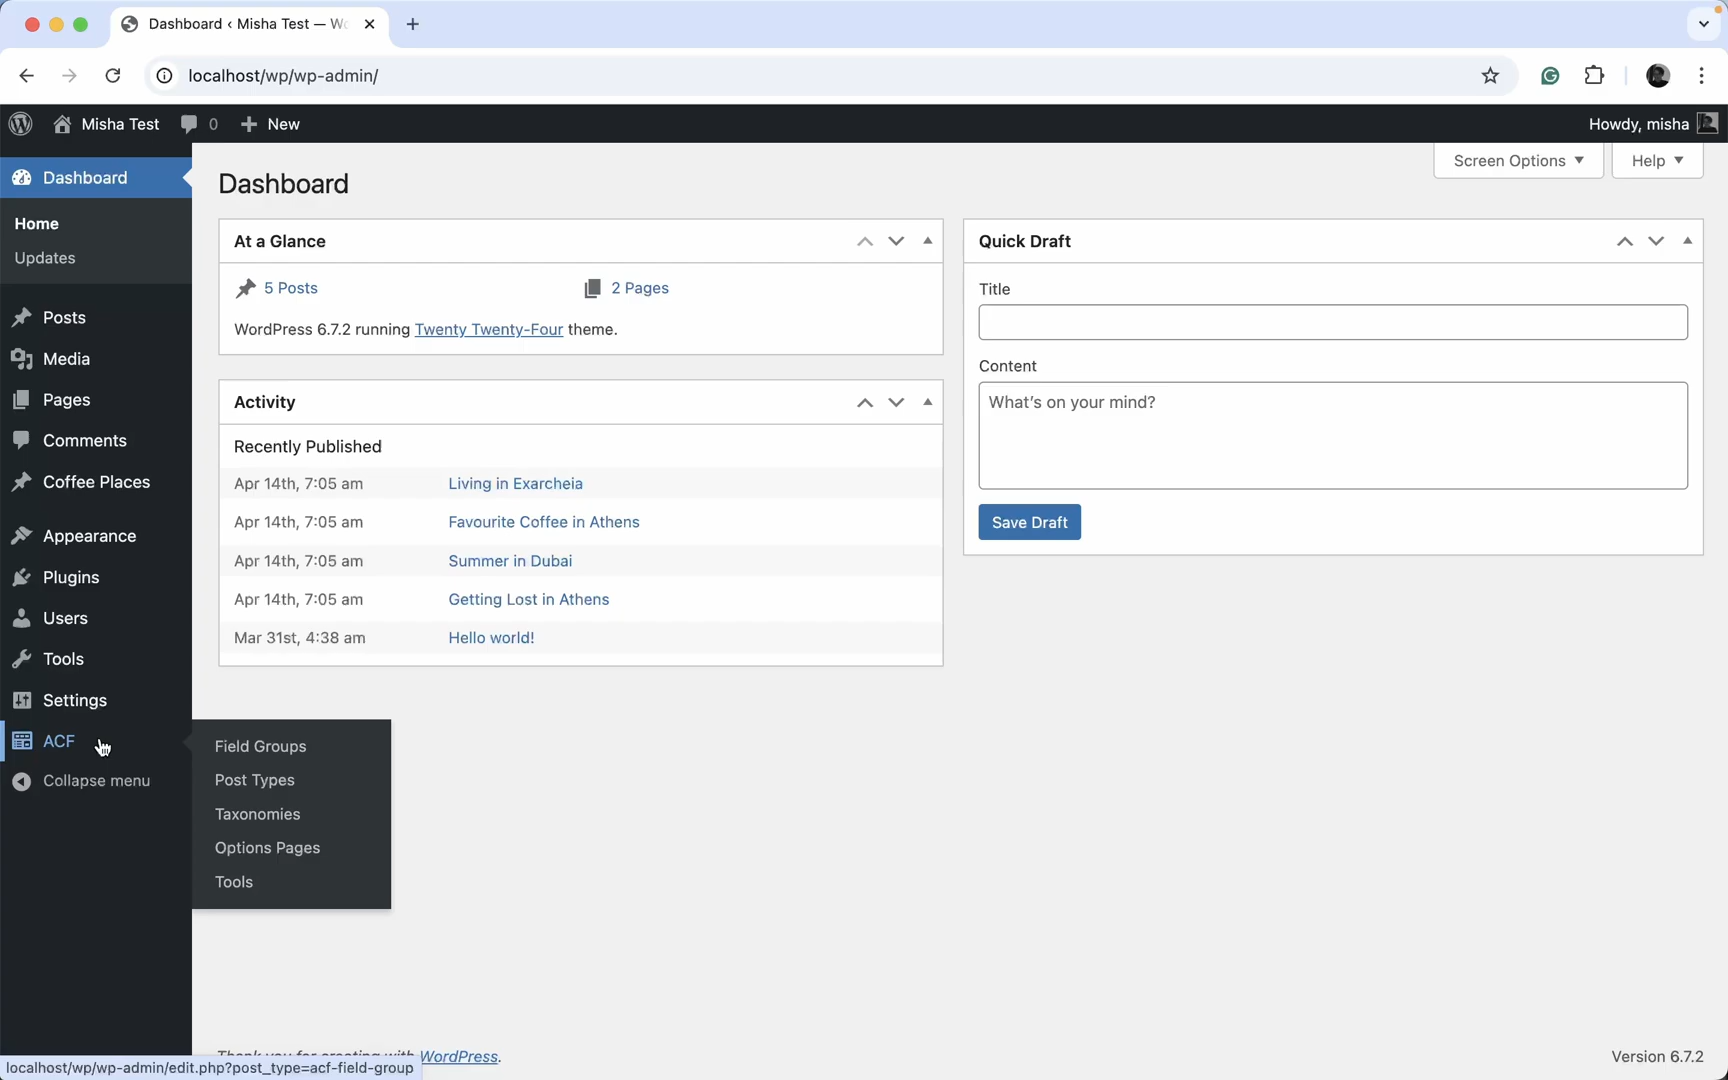 Dashboard ‹ Misha Test — Wo
localhost/wp/wp-admin/
Misha Test
0
New
Howdy, misha
Dashboard
Home
Updates
Posts
Media
Pages
Comments
Coffee Places
Appearance
Plugins
Users
Tools
Settings
ACF
Collapse menu
Field Groups
Post Types
Taxonomies
Options Pages
Tools
Screen Options
Help
Dashboard
At a Glance
5 Posts
2 Pages
WordPress 6.7.2 running Twenty Twenty-Four theme.
Activity
Recently Published
Apr 14th, 7:05 am Living in Exarcheia
Apr 14th, 7:05 am Favourite Coffee in Athens
Apr 14th, 7:05 am Summer in Dubai
Apr 14th, 7:05 am Getting Lost in Athens
Mar 31st, 4:38 am Hello world!
Quick Draft
Title
Content
What's on your mind?
Save Draft
Thank you for creating with WordPress.
Version 6.7.2
localhost/wp/wp-admin/edit.php?post_type=acf-field-group